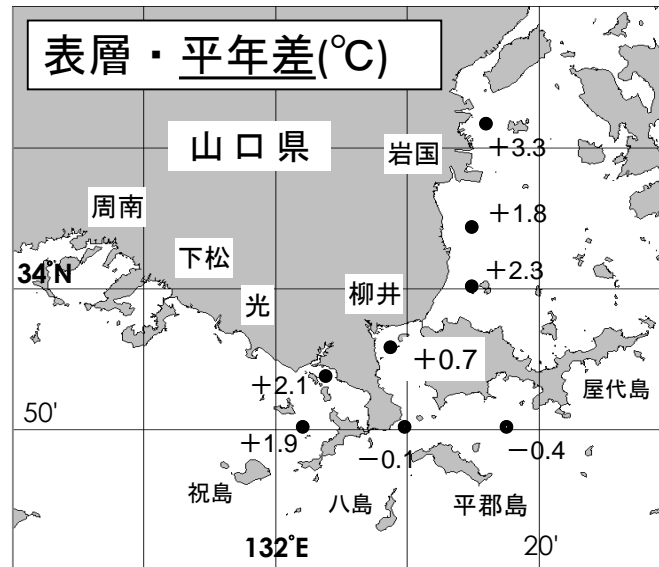 表層・平年差(℃)
山口県
岩国
+3.3
周南
+1.8
下松
34°N
+2.3
柳井
光
+0.7
+2.1
屋代島
50'
+1.9
−0.1
−0.4
祝島
八島
平郡島
132°E
20'